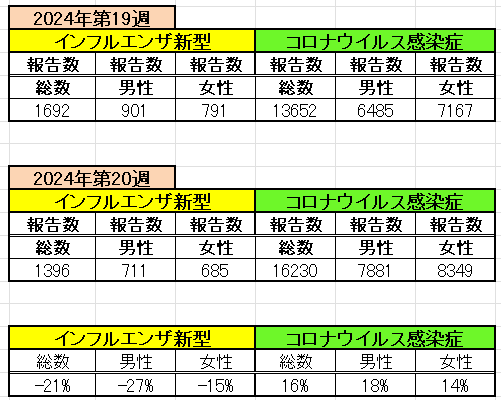 2024年第19週
インフルエンザ新型 コロナウイルス感染症
報告数 報告数 報告数 報告数 報告数 報告数
総数 男性 女性 総数 男性 女性
1692 901 791 13652 6485 7167
2024年第20週
インフルエンザ新型 コロナウイルス感染症
報告数 報告数 報告数 報告数 報告数 報告数
総数 男性 女性 総数 男性 女性
1396 711 685 16230 7881 8349
インフルエンザ新型 コロナウイルス感染症
総数 男性 女性 総数 男性 女性
-21% -27% -15% 16% 18% 14%